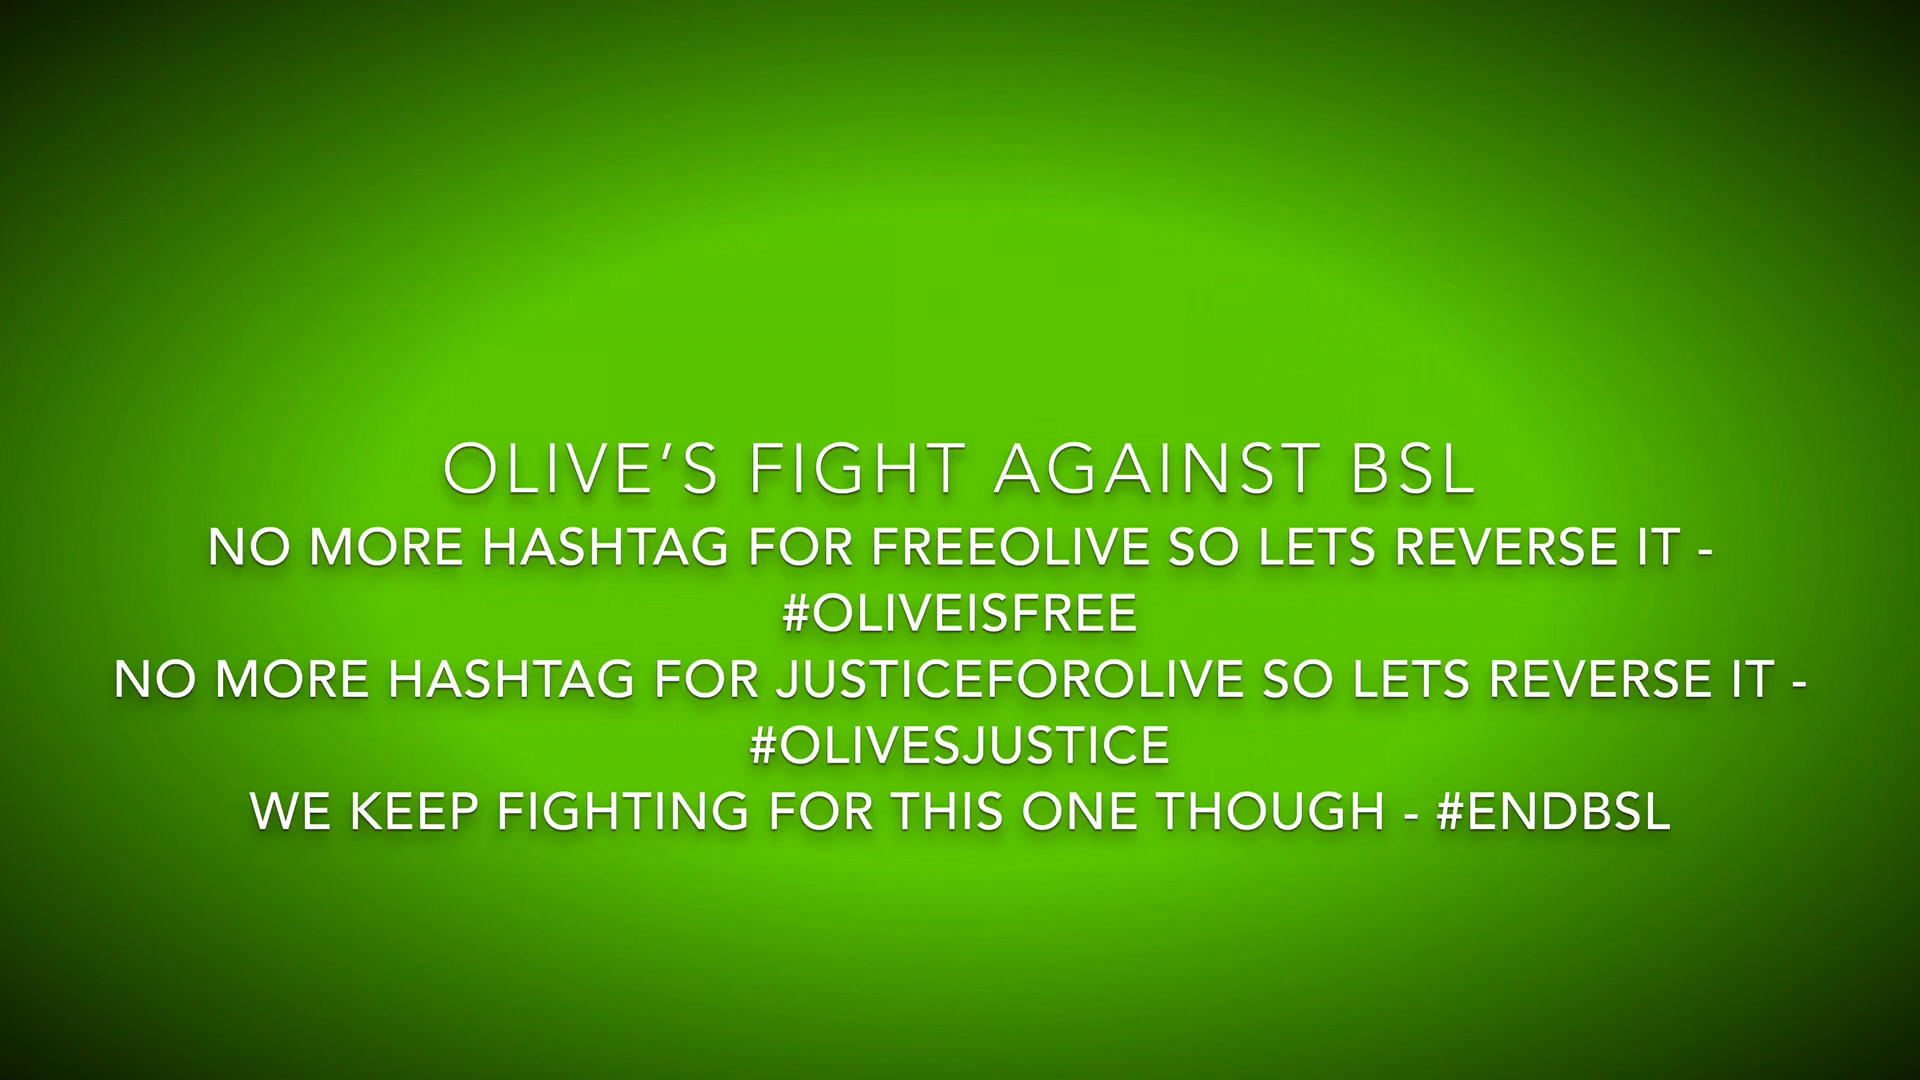 OLIVE’S FIGHT AGAINST BSL
NO MORE HASHTAG FOR FREEOLIVE SO LETS REVERSE IT -
#OLIVEISFREE
NO MORE HASHTAG FOR JUSTICEFOROLIVE SO LETS REVERSE IT -
#OLIVESJUSTICE
WE KEEP FIGHTING FOR THIS ONE THOUGH - #ENDBSL